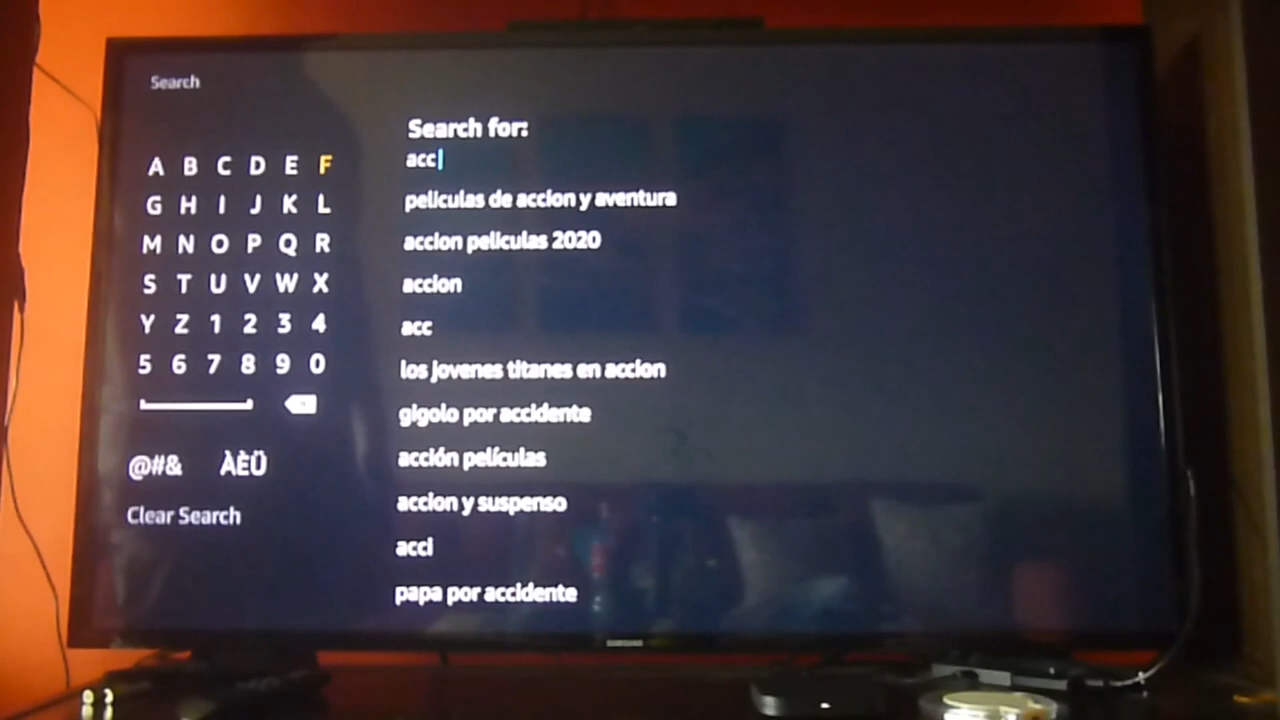 Search
Search for:
acc
A B C D E F
G H I J K L
M N O P Q R
S T U V W X
Y Z 1 2 3 4
5 6 7 8 9 0
@#& ÀÈÜ
Clear Search
peliculas de accion y aventura
accion peliculas 2020
accion
acc
los jovenes titanes en accion
gigolo por accidente
acción películas
accion y suspenso
acci
papa por accidente
SAMSUNG